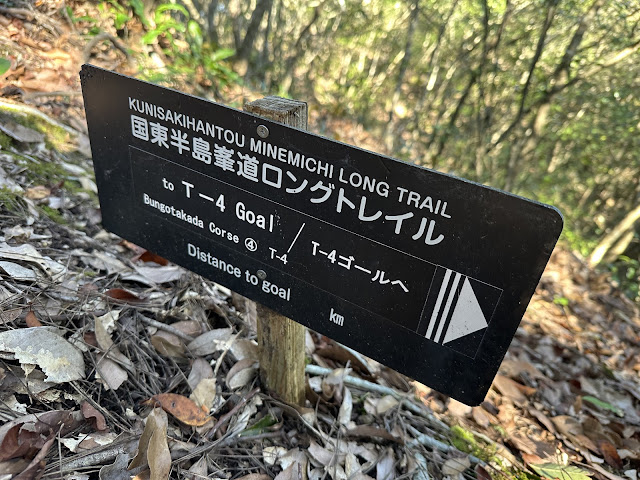 KUNISAKIHANTOU MINEMICHI LONG TRAIL
国東半島峯道ロングトレイル
to T-4 Goal / T-4ゴールへ
Bungotakada Corse ④ T-4
Distance to goal km